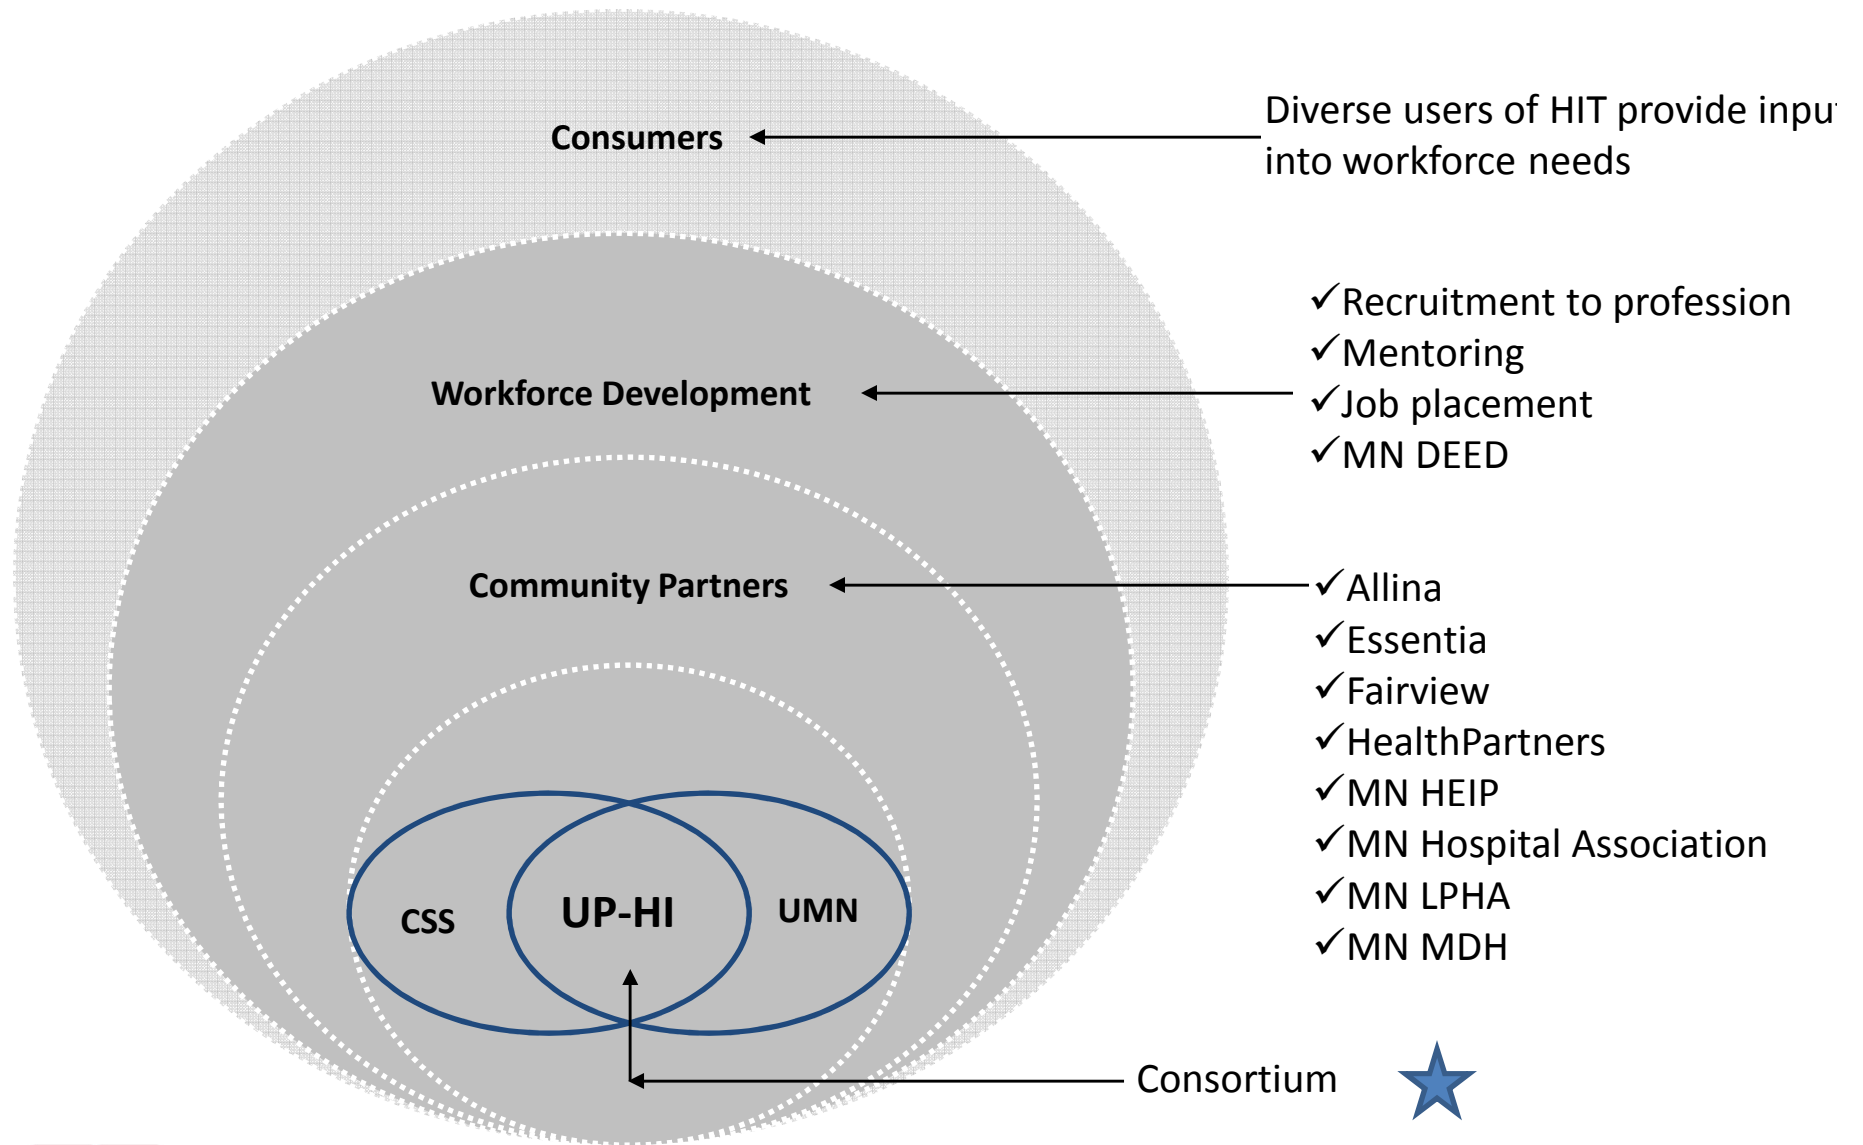 Consumers
Diverse users of HIT provide inpu
into workforce needs
Workforce Development
✓Recruitment to profession
✓Mentoring
✓Job placement
✓MN DEED
Community Partners
✓Allina
✓Essentia
✓Fairview
✓HealthPartners
✓MN HEIP
✓MN Hospital Association
✓MN LPHA
✓MN MDH
CSS
UP-HI
UMN
Consortium